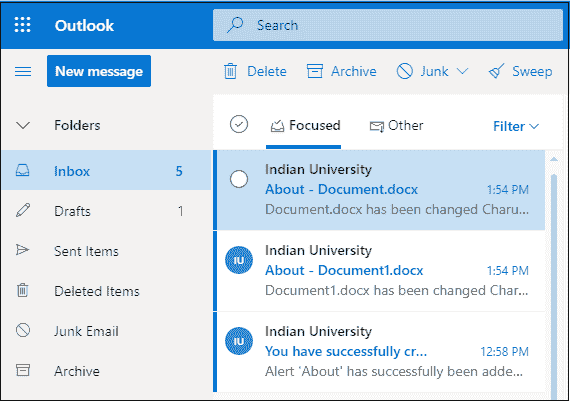 Outlook
Search
New message
Delete
Archive
Junk
Sweep
Folders
Focused
Other
Filter
Inbox 5
Drafts 1
Sent Items
Deleted Items
Junk Email
Archive
Indian University
About - Document.docx 1:54 PM
Document.docx has been changed Charu...
IU
Indian University
About - Document1.docx 1:54 PM
Document1.docx has been changed Char...
IU
Indian University
You have successfully cr... 12:58 PM
Alert 'About' has successfully been adde...